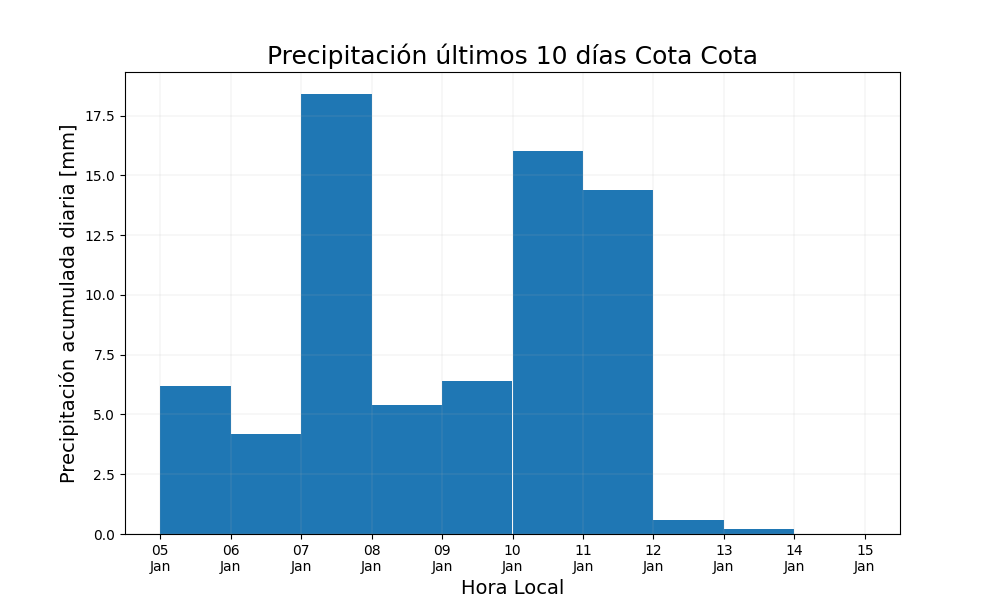 Precipitación últimos 10 días Cota Cota
Precipitación acumulada diaria [mm]
17.5
15.0
12.5
10.0
7.5
5.0
2.5
0.0
05 06 07 08 09 10 11 12 13 14 15
Jan Jan Jan Jan Jan Jan Jan Jan Jan Jan Jan
Hora Local